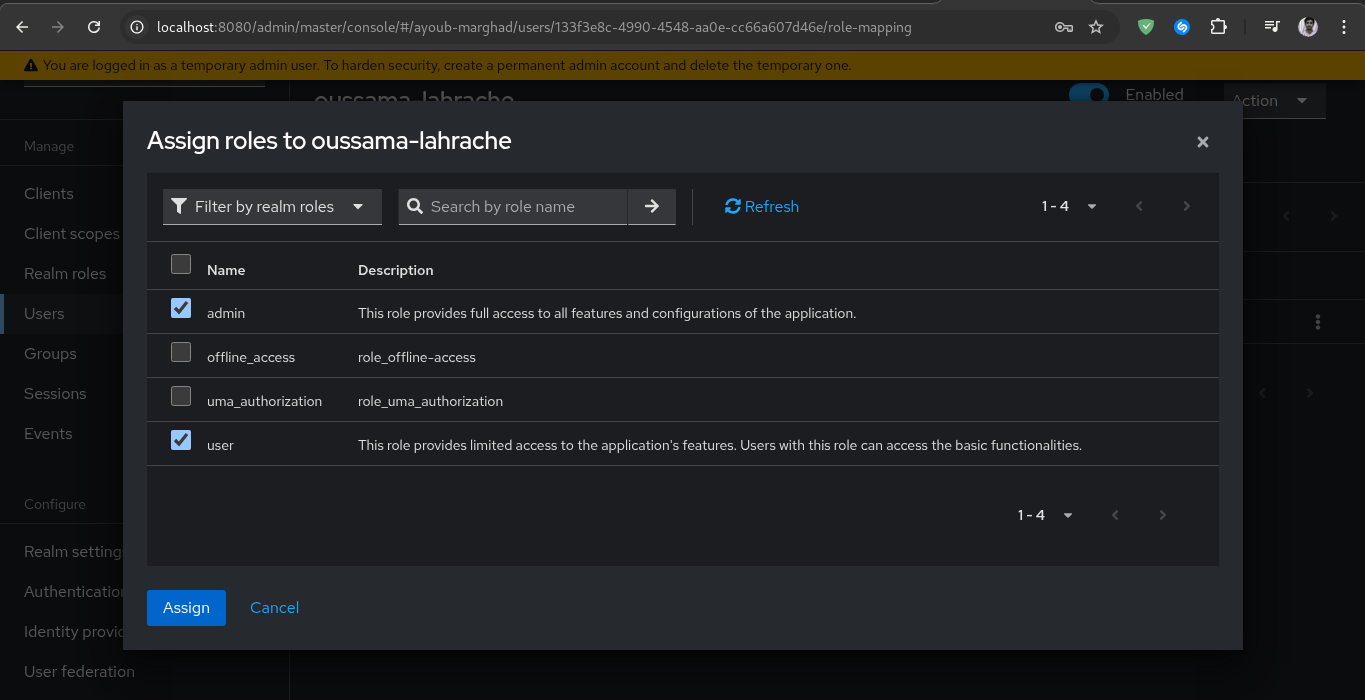 localhost:8080/admin/master/console/#/ayoub-marghad/users/133f3e8c-4990-4548-aa0e-cc66a607d46e/role-mapping
You are logged in as a temporary admin user. To harden security, create a permanent admin account and delete the temporary one.
oussama-lahrache
Enabled
Action
Manage
Clients
Client scopes
Realm roles
Users
Groups
Sessions
Events
Configure
Realm settings
Authentication
Identity provid
User federation
Assign roles to oussama-lahrache
Filter by realm roles
Search by role name
Refresh
1 - 4
Name Description
admin This role provides full access to all features and configurations of the application.
offline_access role_offline-access
uma_authorization role_uma_authorization
user This role provides limited access to the application's features. Users with this role can access the basic functionalities.
1 - 4
Assign
Cancel